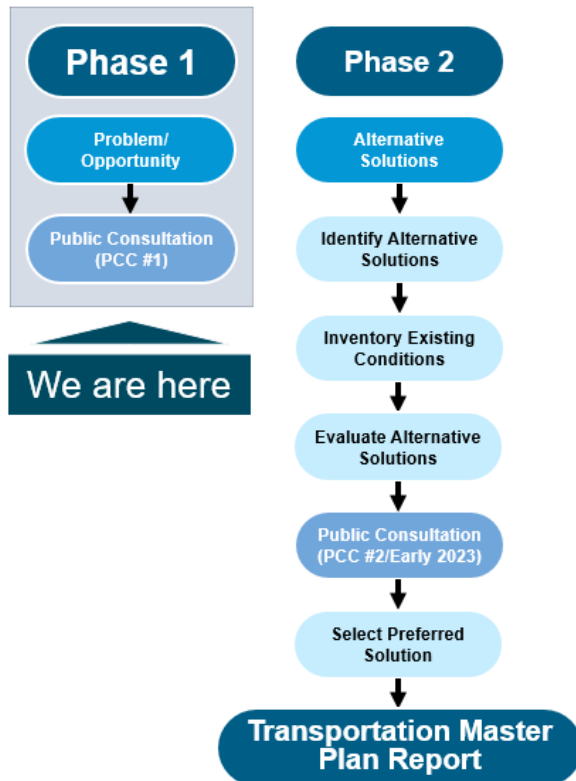 Phase 1
Problem/
Opportunity
Public Consultation
(PCC #1)
We are here
Phase 2
Alternative
Solutions
Identify Alternative
Solutions
Inventory Existing
Conditions
Evaluate Alternative
Solutions
Public Consultation
(PCC #2/Early 2023)
Select Preferred
Solution
Transportation Master
Plan Report